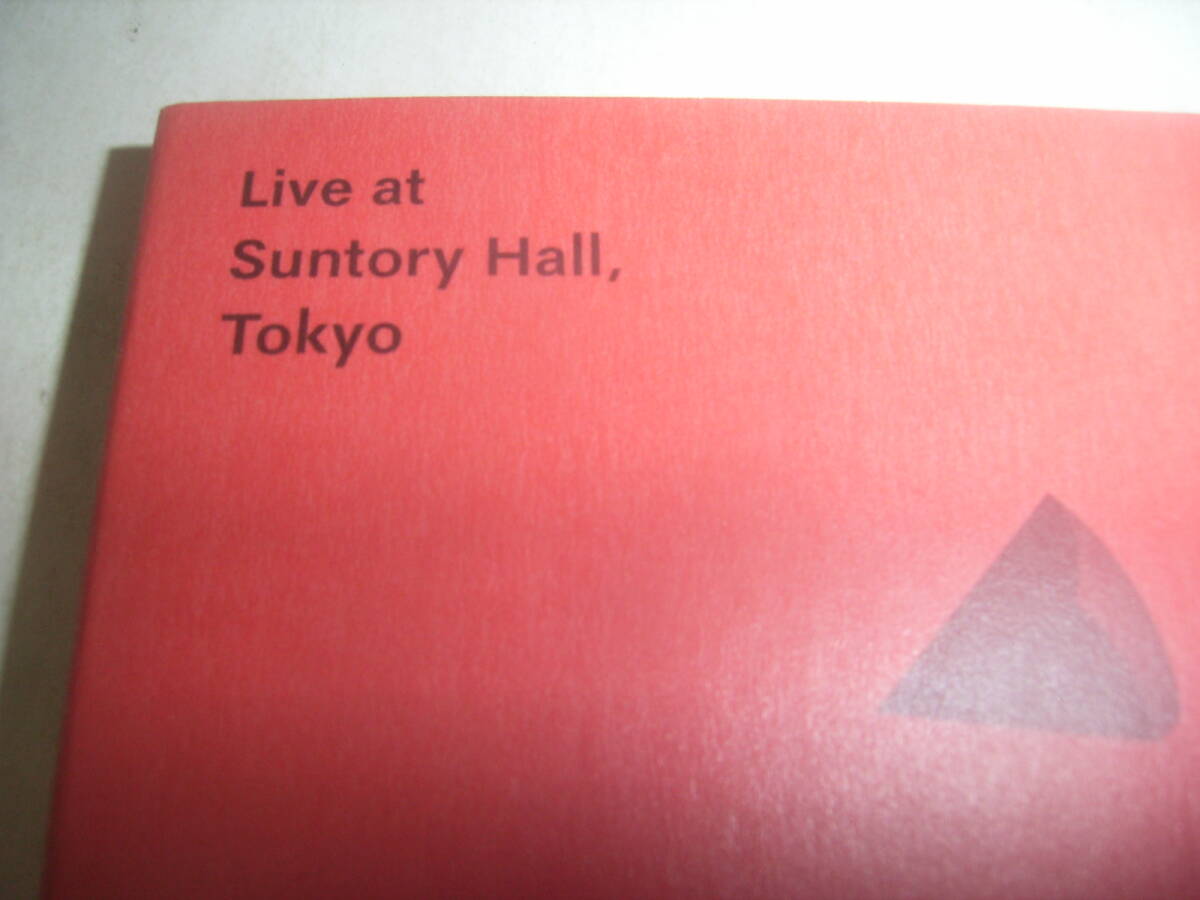 Live at
Suntory Hall,
Tokyo